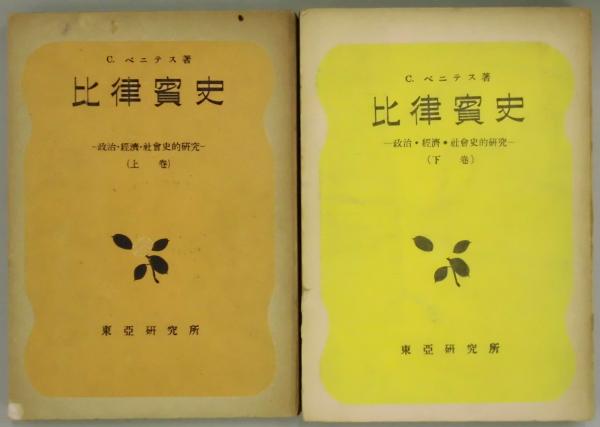 C. ベニテス著
比律賓史
―政治・經濟・社會史的研究―
(上 卷)
東亞研究所
C. ベニテス著
比律賓史
―政治・經濟・社會史的研究―
(下 卷)
東亞研究所